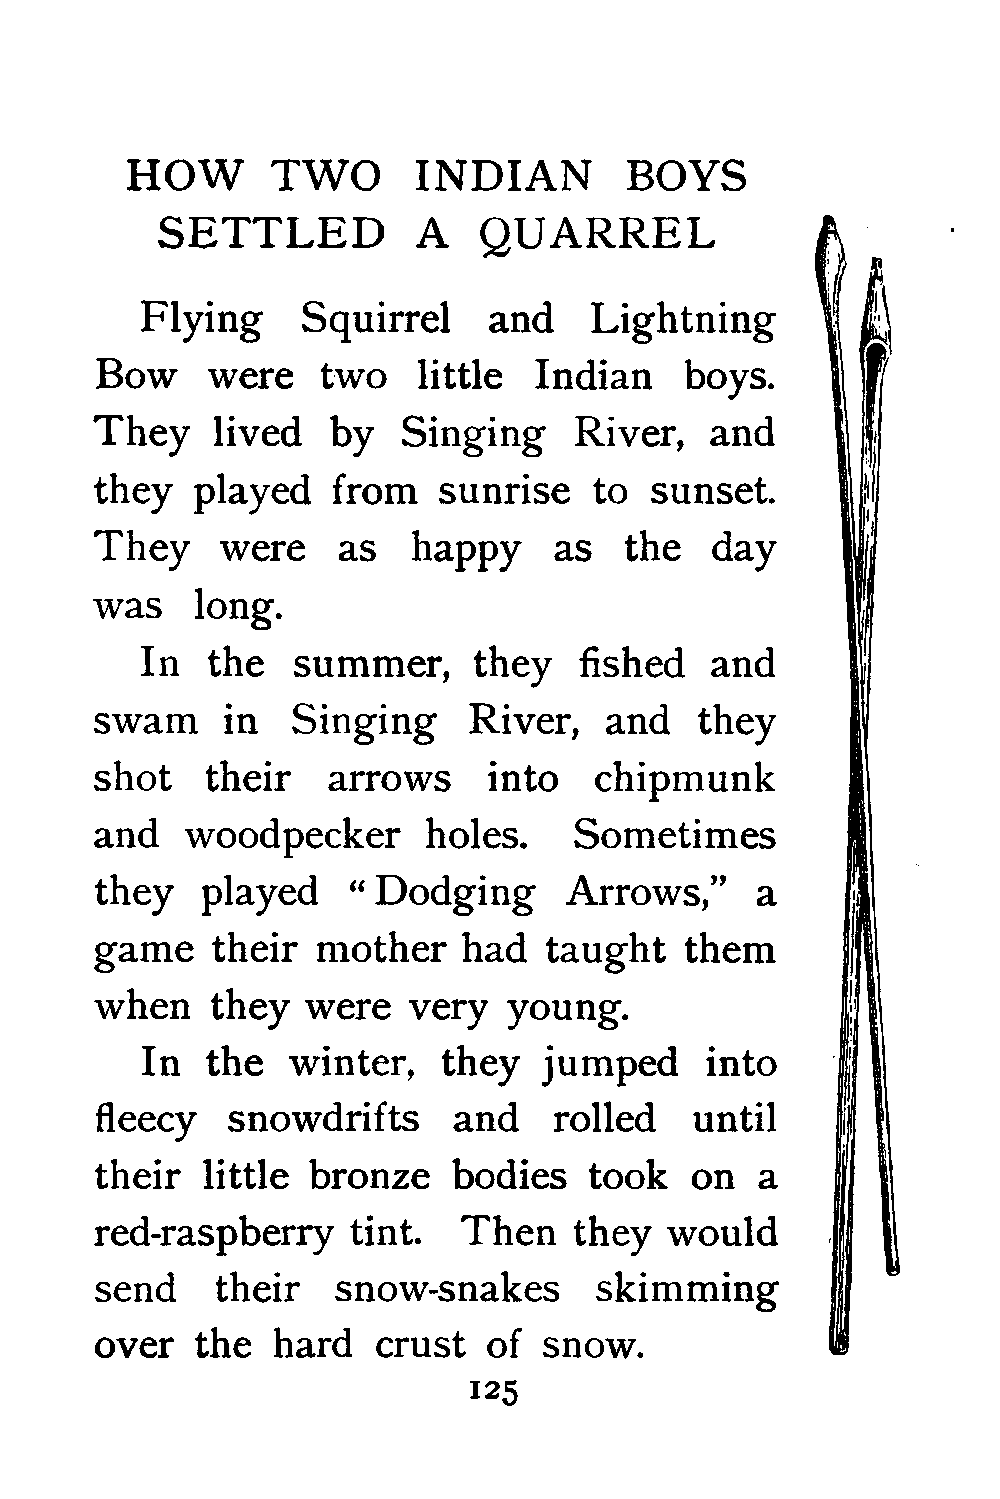 HOW TWO INDIAN BOYS
SETTLED A QUARREL
Flying Squirrel and Lightning
Bow were two little Indian boys.
They lived by Singing River, and
they played from sunrise to sunset.
They were as happy as the day
was long.
In the summer, they fished and
swam in Singing River, and they
shot their arrows into chipmunk
and woodpecker holes. Sometimes
they played “Dodging Arrows,” a
game their mother had taught them
when they were very young.
In the winter, they jumped into
fleecy snowdrifts and rolled until
their little bronze bodies took on a
red-raspberry tint. Then they would
send their snow-snakes skimming
over the hard crust of snow.
125